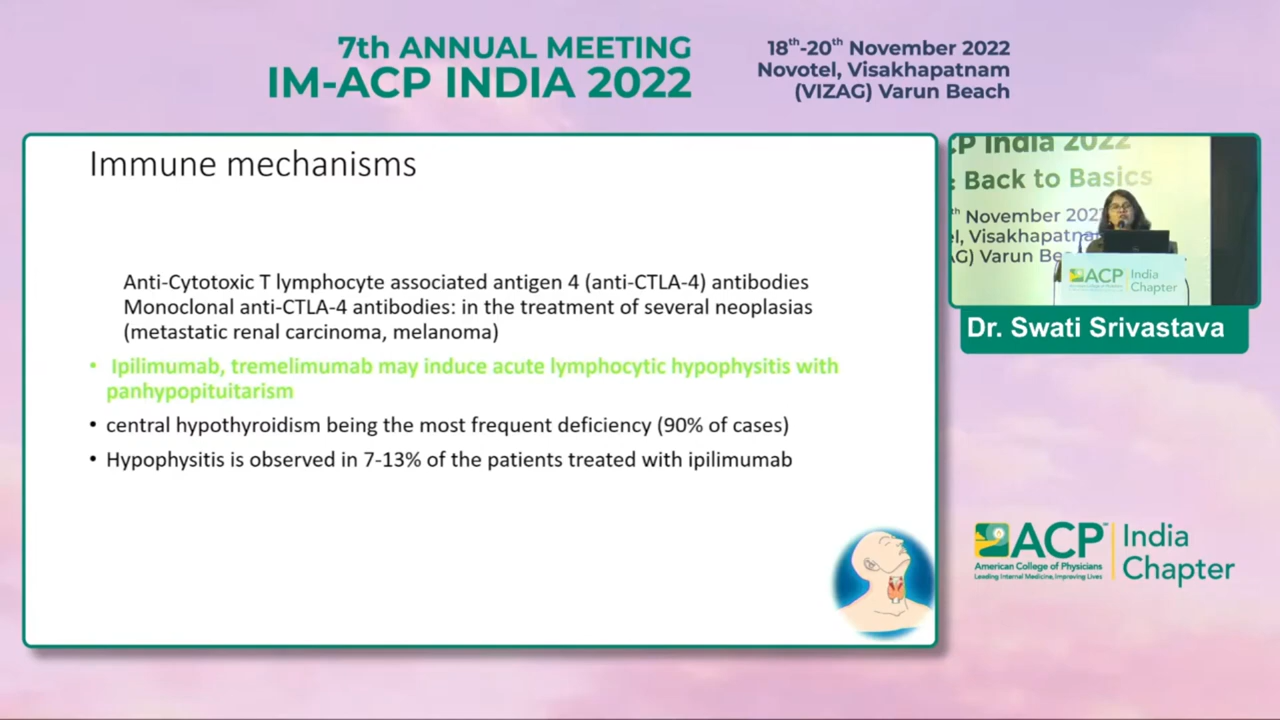 7th ANNUAL MEETING
IM-ACP INDIA 2022
18th-20th November 2022
Novotel, Visakhapatnam
(VIZAG) Varun Beach
Immune mechanisms
Anti-Cytotoxic T lymphocyte associated antigen 4 (anti-CTLA-4) antibodies
Monoclonal anti-CTLA-4 antibodies: in the treatment of several neoplasias
(metastatic renal carcinoma, melanoma)
• Ipilimumab, tremelimumab may induce acute lymphocytic hypophysitis with
panhypopituitarism
• central hypothyroidism being the most frequent deficiency (90% of cases)
• Hypophysitis is observed in 7-13% of the patients treated with ipilimumab
P India 2022
: Back to Basics
th November 202
l, Visakhapatna
AG) Varun Be
ACP India
Chapter
Dr. Swati Srivastava
ACP India
American College of Physicians Chapter
Leading Internal Medicine, Improving Lives